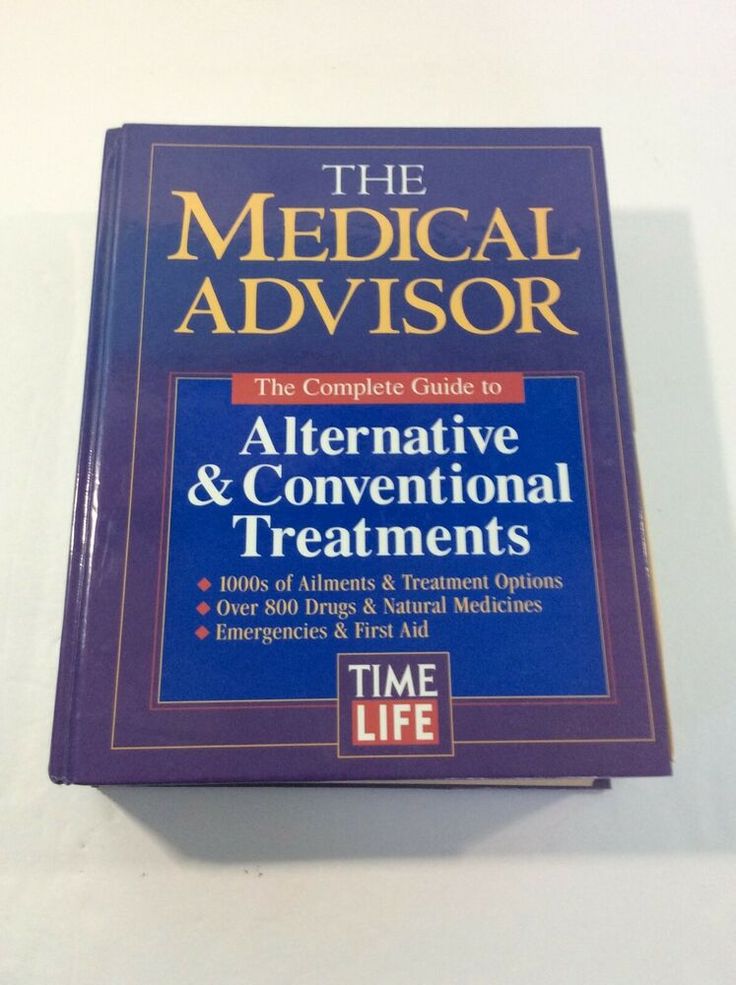 THE
MEDICAL
ADVISOR
The Complete Guide to
Alternative
& Conventional
Treatments
◆ 1000s of Ailments & Treatment Options
◆ Over 800 Drugs & Natural Medicines
◆ Emergencies & First Aid
TIME
LIFE